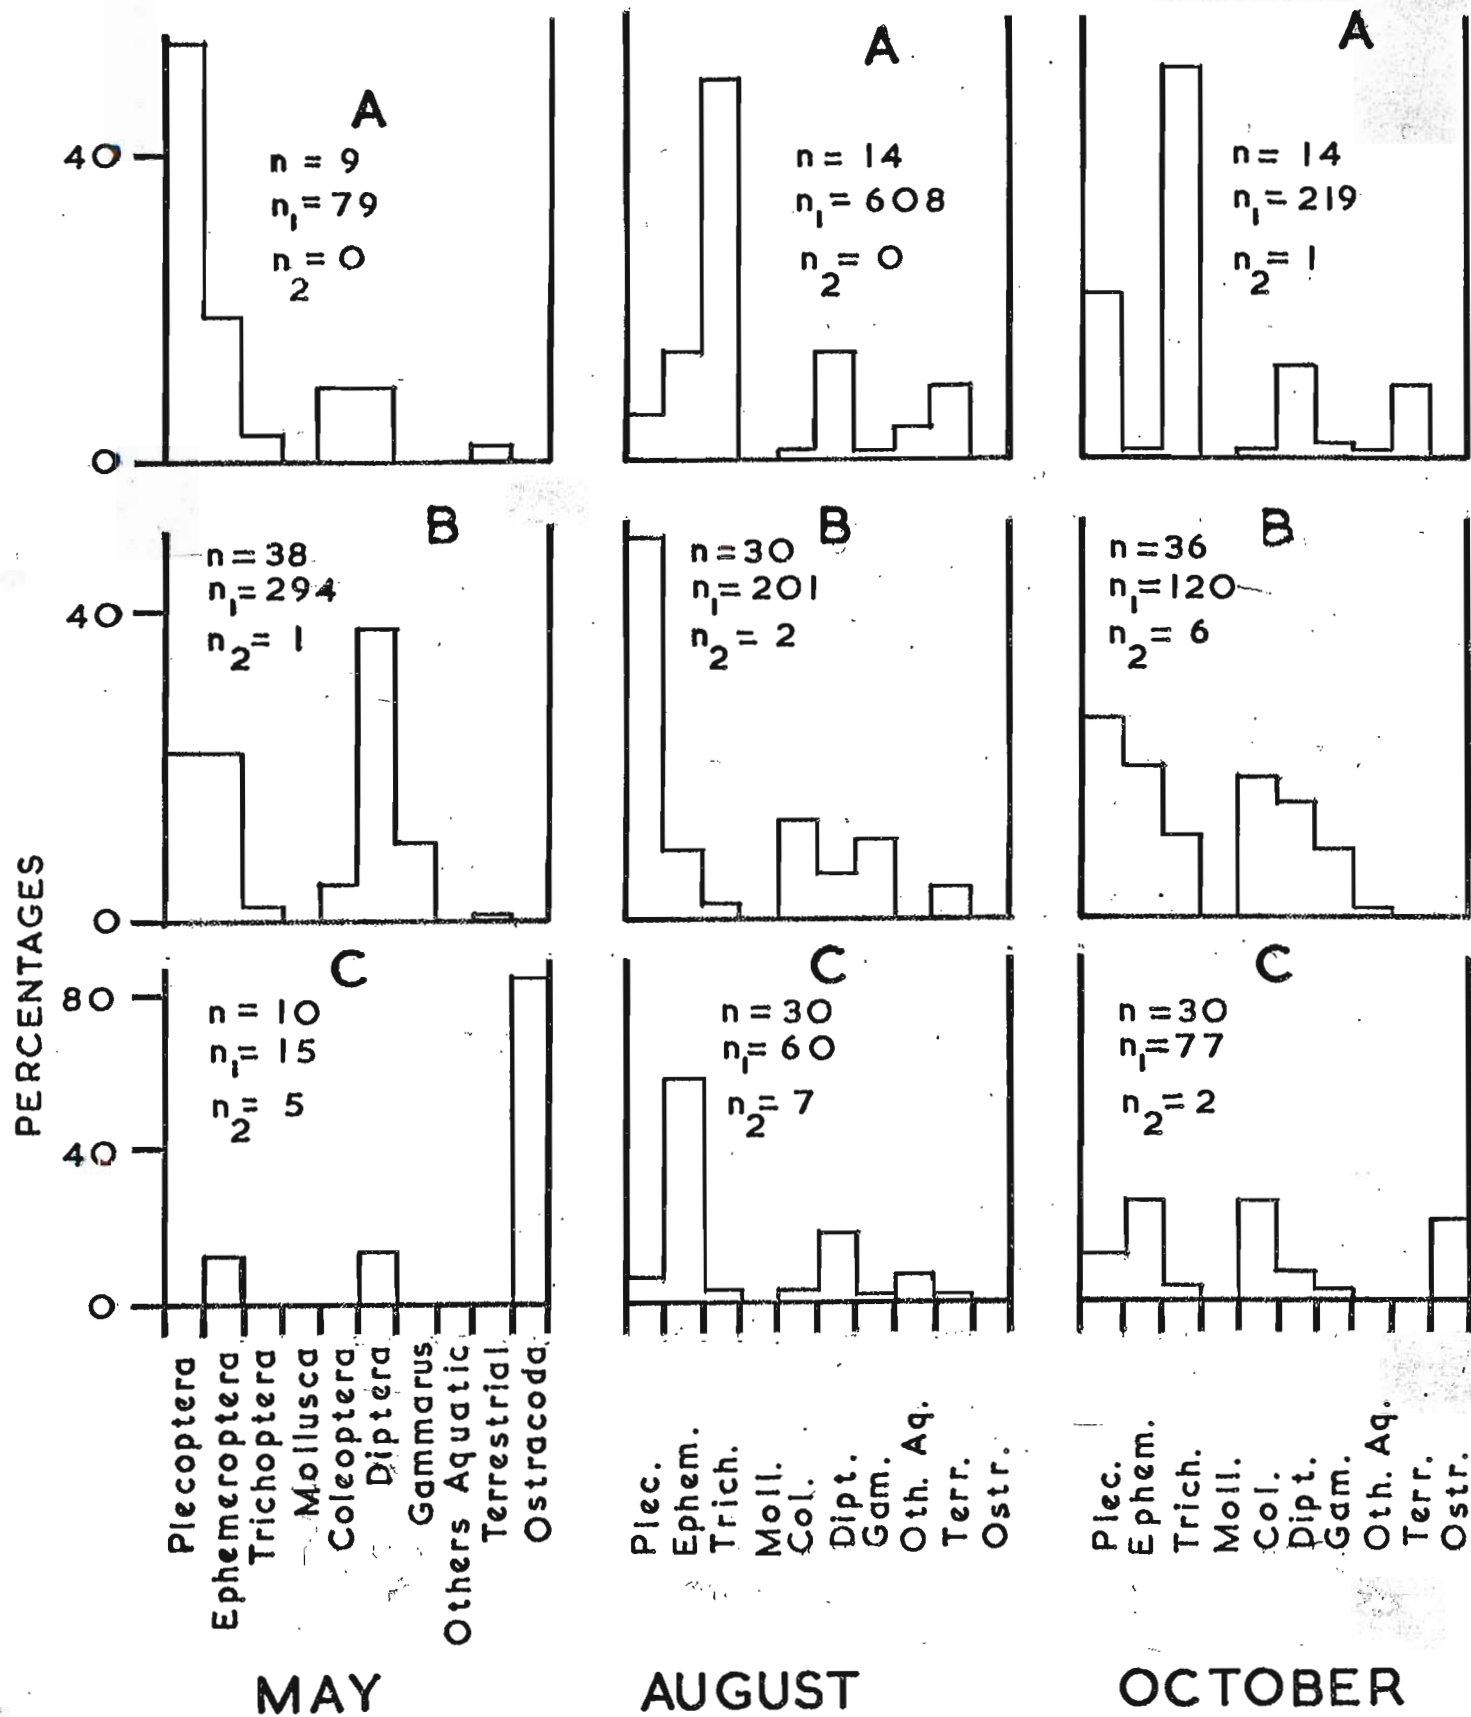 A
n = 9
n₁ = 79
n₂ = 0
40
0
A
n = 14
n₁ = 608
n₂ = 0
A
n = 14
n₁ = 219
n₂ = 1
B
n = 38
n₁ = 294
n₂ = 1
40
0
B
n = 30
n₁ = 201
n₂ = 2
B
n = 36
n₁ = 120
n₂ = 6
C
n = 10
n₁ = 15
n₂ = 5
80
40
0
C
n = 30
n₁ = 60
n₂ = 7
C
n = 30
n₁ = 77
n₂ = 2
PERCENTAGES
Plecoptera
Ephemeroptera
Trichoptera
Mollusca
Coleoptera
Diptera
Gammarus
Others Aquatic
Terrestrial
Ostracoda
Plec.
Ephem.
Trich.
Moll.
Col.
Dipt.
Gam.
Oth. Aq.
Terr.
Ostr.
Plec.
Ephem.
Trich.
Moll.
Col.
Dipt.
Gam.
Oth. Aq.
Terr.
Ostr.
MAY
AUGUST
OCTOBER